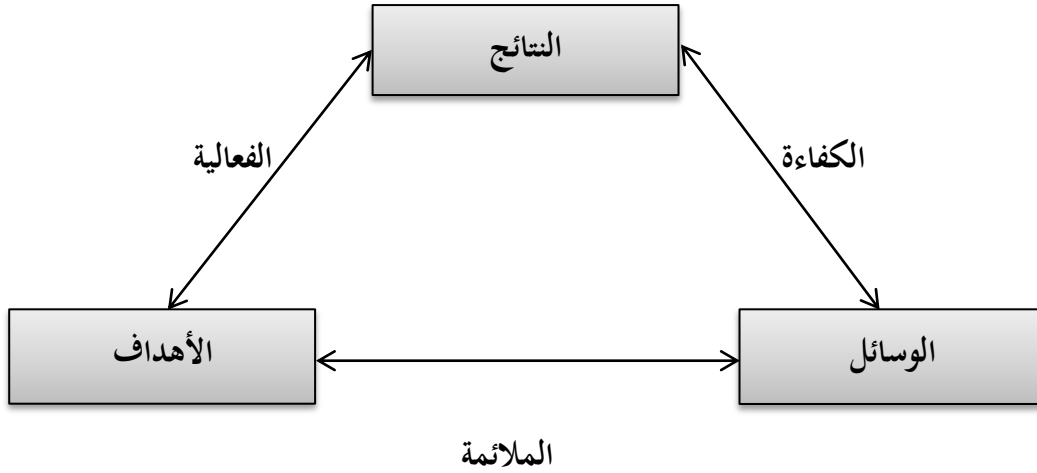 النتائج
الكفاءة
الفعالية
الوسائل
الأهداف
الملائمة